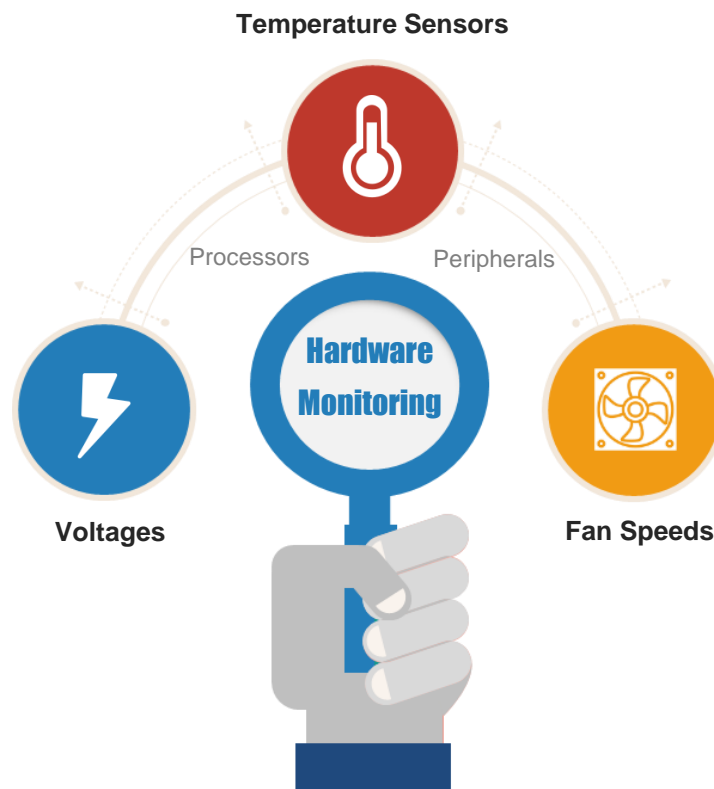 Temperature Sensors
Processors
Peripherals
Hardware
Monitoring
Voltages
Fan Speeds